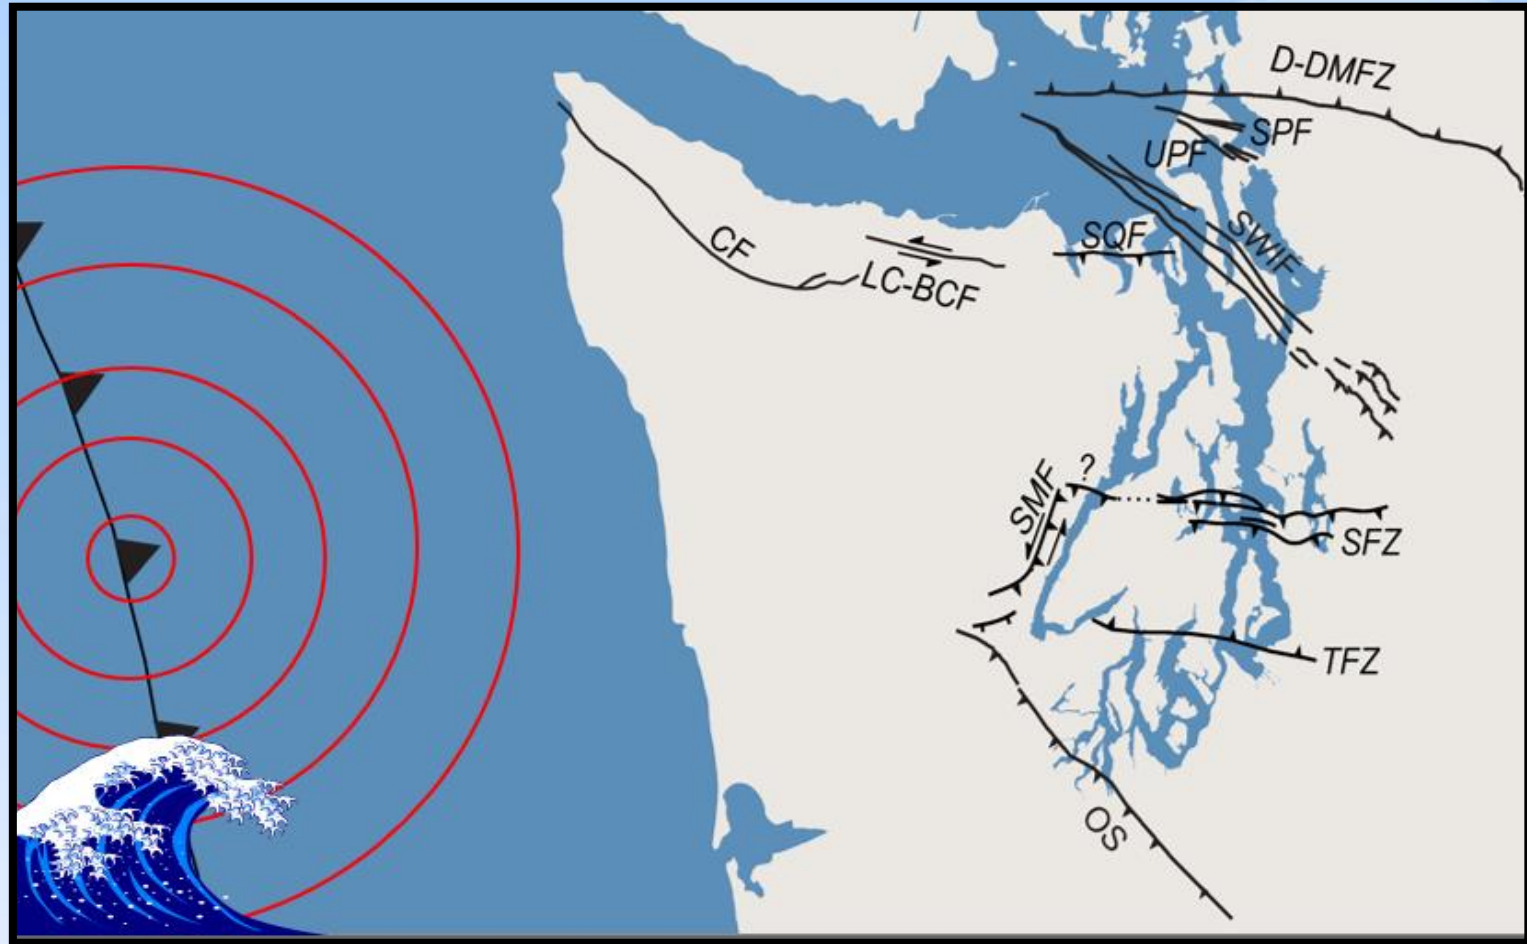 D-DMFZ
SPF
UPF
SWIF
SQF
CF
LC-BCF
?
SMF
SFZ
TFZ
OS